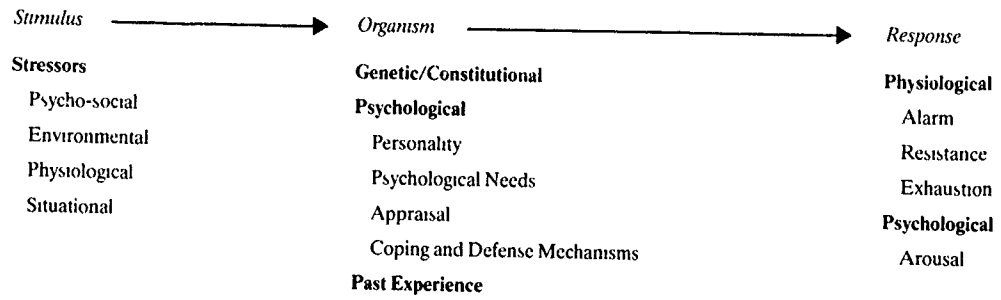 Stimulus
Organism
Response
Stressors
Psycho-social
Environmental
Physiological
Situational
Genetic/Constitutional
Psychological
Personality
Psychological Needs
Appraisal
Coping and Defense Mechanisms
Past Experience
Physiological
Alarm
Resistance
Exhaustion
Psychological
Arousal